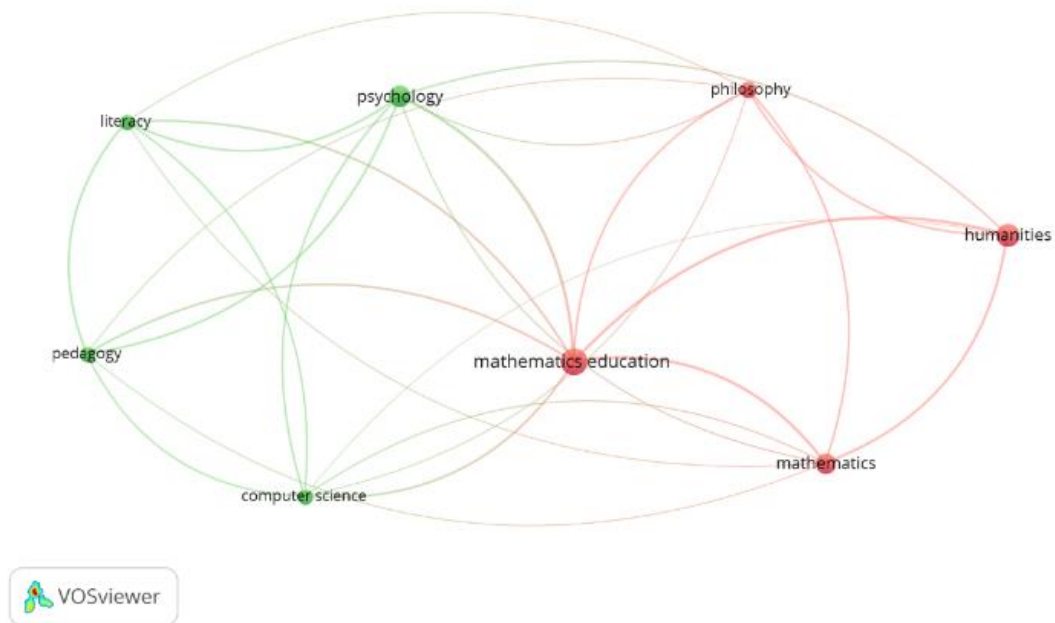 psychology
philosophy
literacy
humanities
pedagogy
mathematics education
mathematics
computer science
VOSviewer